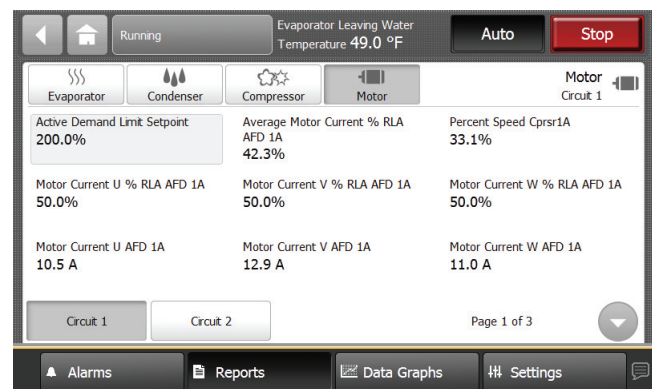 Running
Evaporator Leaving Water
Temperature 49.0 °F
Auto
Stop
Evaporator
Condenser
Compressor
Motor
Motor
Circuit 1
Active Demand Limit Setpoint
200.0%
Average Motor Current % RLA
AFD 1A
42.3%
Percent Speed Cprsr1A
33.1%
Motor Current U % RLA AFD 1A
50.0%
Motor Current V % RLA AFD 1A
50.0%
Motor Current W % RLA AFD 1A
50.0%
Motor Current U AFD 1A
10.5 A
Motor Current V AFD 1A
12.9 A
Motor Current W AFD 1A
11.0 A
Circuit 1
Circuit 2
Page 1 of 3
Alarms
Reports
Data Graphs
Settings